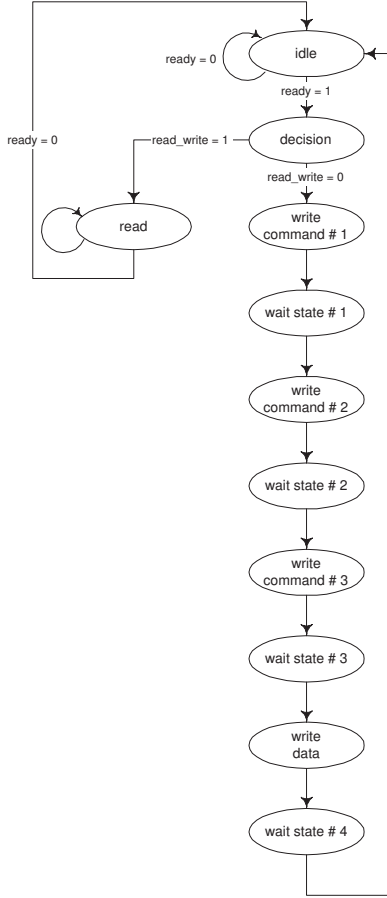 idle
ready = 0
ready = 1
decision
ready = 0
read_write = 1
read_write = 0
read
write
command # 1
wait state # 1
write
command # 2
wait state # 2
write
command # 3
wait state # 3
write
data
wait state # 4